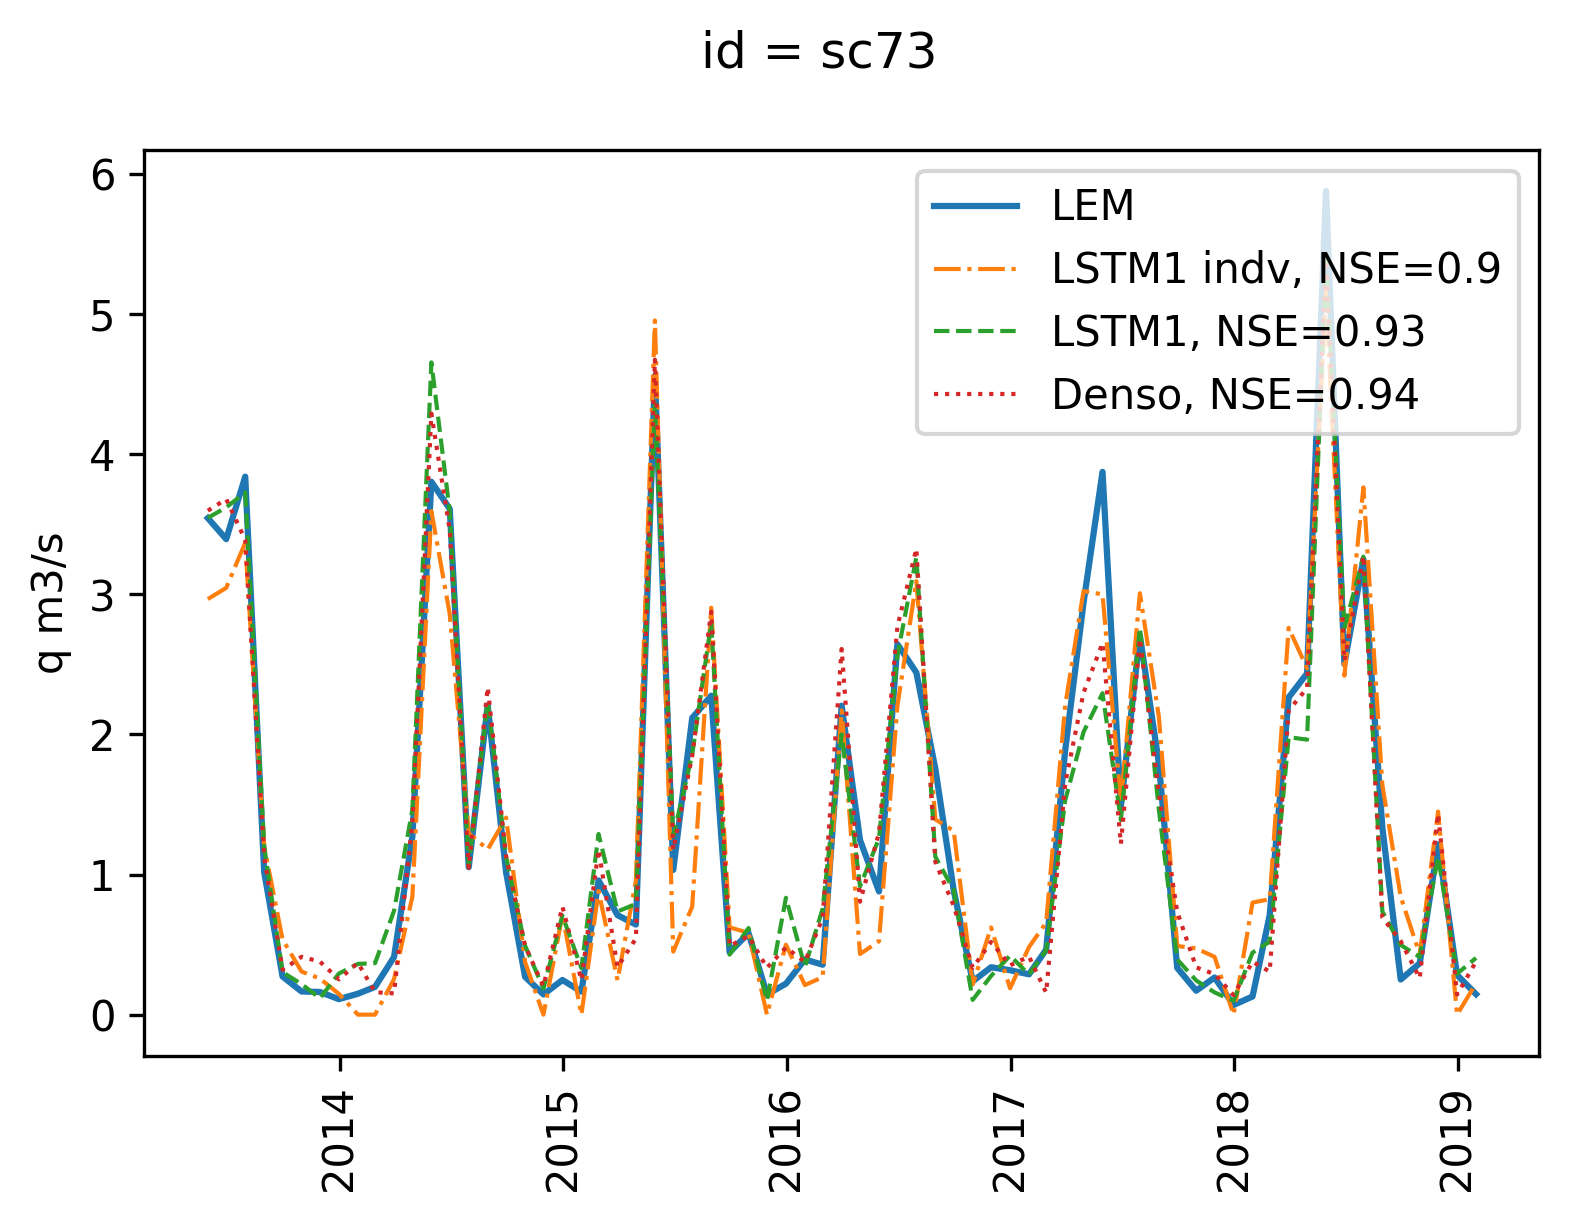 id = sc73
LEM
LSTM1 indv, NSE=0.9
LSTM1, NSE=0.93
Denso, NSE=0.94
q m3/s
6
5
4
3
2
1
0
2014
2015
2016
2017
2018
2019